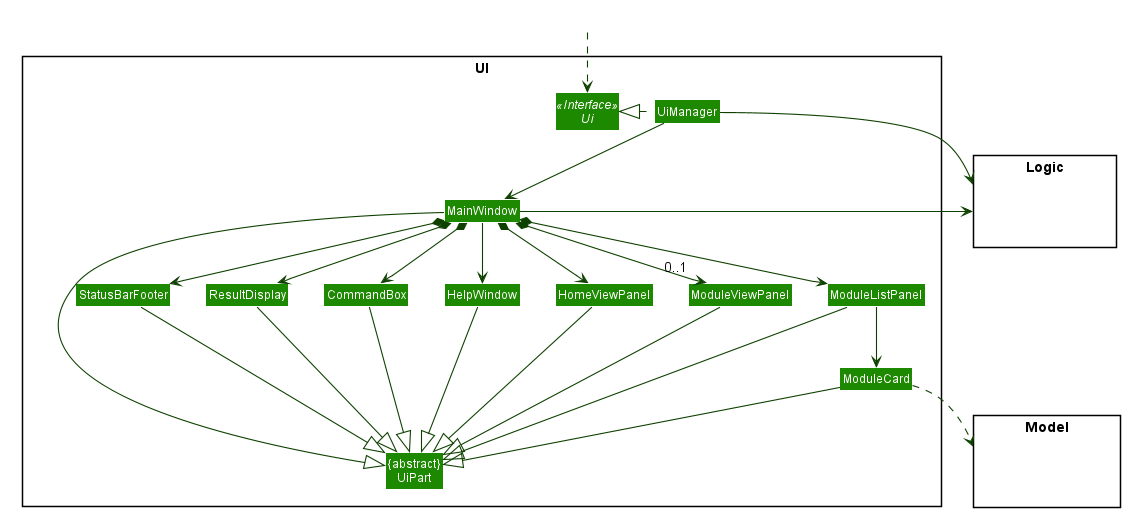 UI
«Interface»
Ui
UiManager
Logic
MainWindow
0..1
StatusBarFooter
ResultDisplay
CommandBox
HelpWindow
HomeViewPanel
ModuleViewPanel
ModuleListPanel
ModuleCard
Model
{abstract}
UiPart